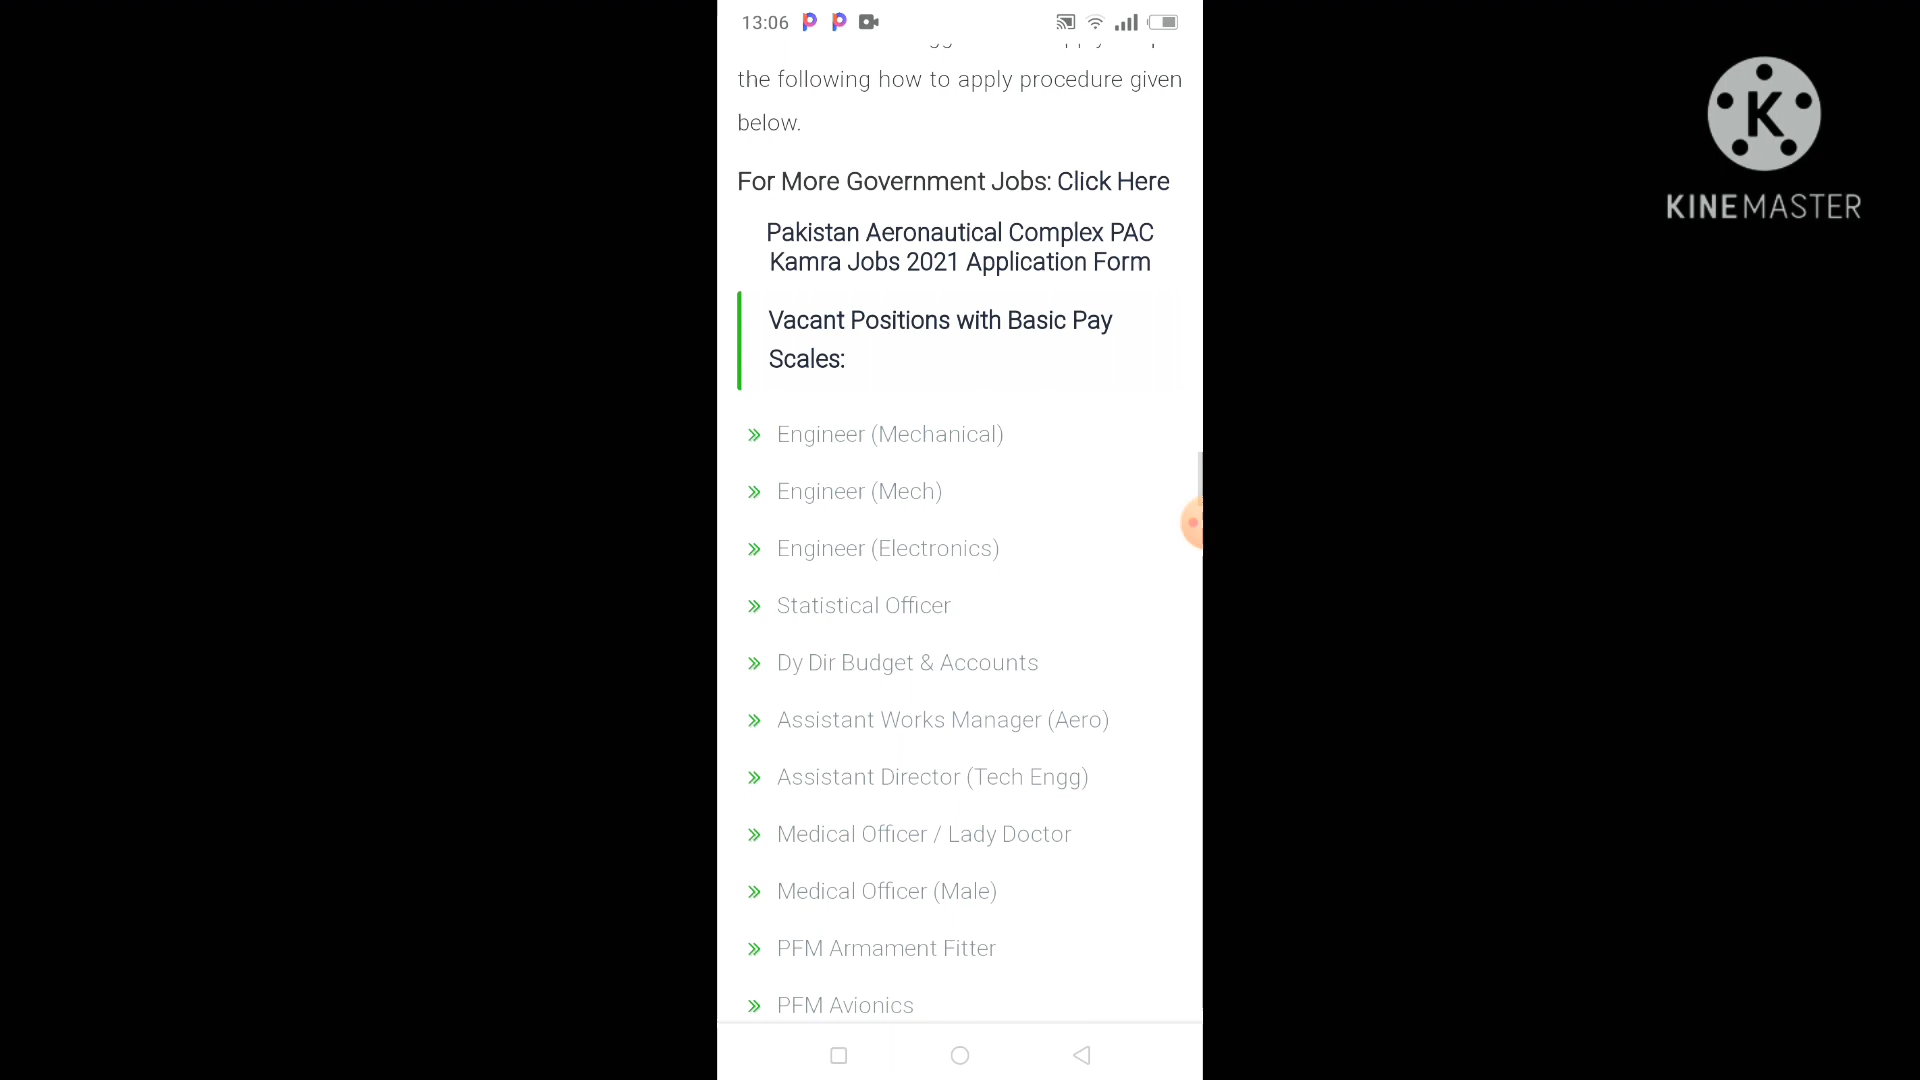 13:06
the following how to apply procedure given
below.
For More Government Jobs: Click Here
Pakistan Aeronautical Complex PAC
Kamra Jobs 2021 Application Form
Vacant Positions with Basic Pay
Scales:
» Engineer (Mechanical)
» Engineer (Mech)
» Engineer (Electronics)
» Statistical Officer
» Dy Dir Budget & Accounts
» Assistant Works Manager (Aero)
» Assistant Director (Tech Engg)
» Medical Officer / Lady Doctor
» Medical Officer (Male)
» PFM Armament Fitter
» PFM Avionics
K
KINEMASTER